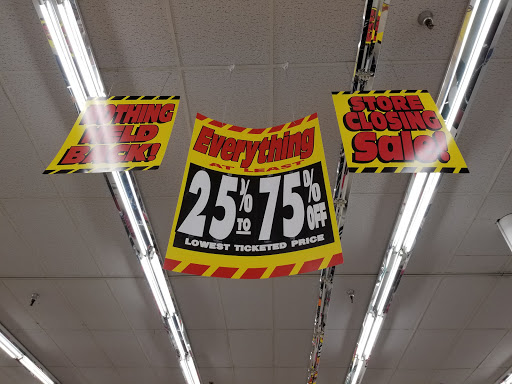 NOTHING
HELD
BACK!
Everything
AT LEAST
25% TO 75% OFF
LOWEST TICKETED PRICE
STORE
CLOSING
Sale!